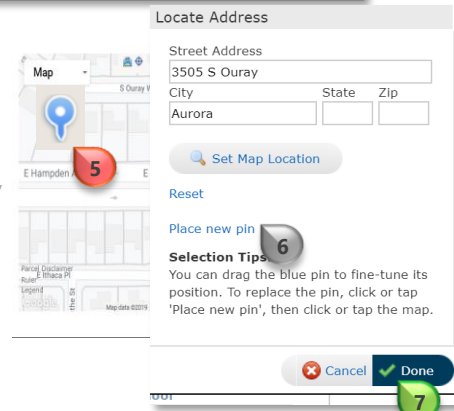 Locate Address
Street Address
3505 S Ouray
City State Zip
Aurora
Set Map Location
Reset
Place new pin
6
Selection Tips
You can drag the blue pin to fine-tune its
position. To replace the pin, click or tap
'Place new pin', then click or tap the map.
Cancel
Done
7
Map
S Ouray
5
E Hampden
E
Parcel Disclaimer
E Ithaca Pl
Ruler
Legend
the St
Google
Map data ©2019